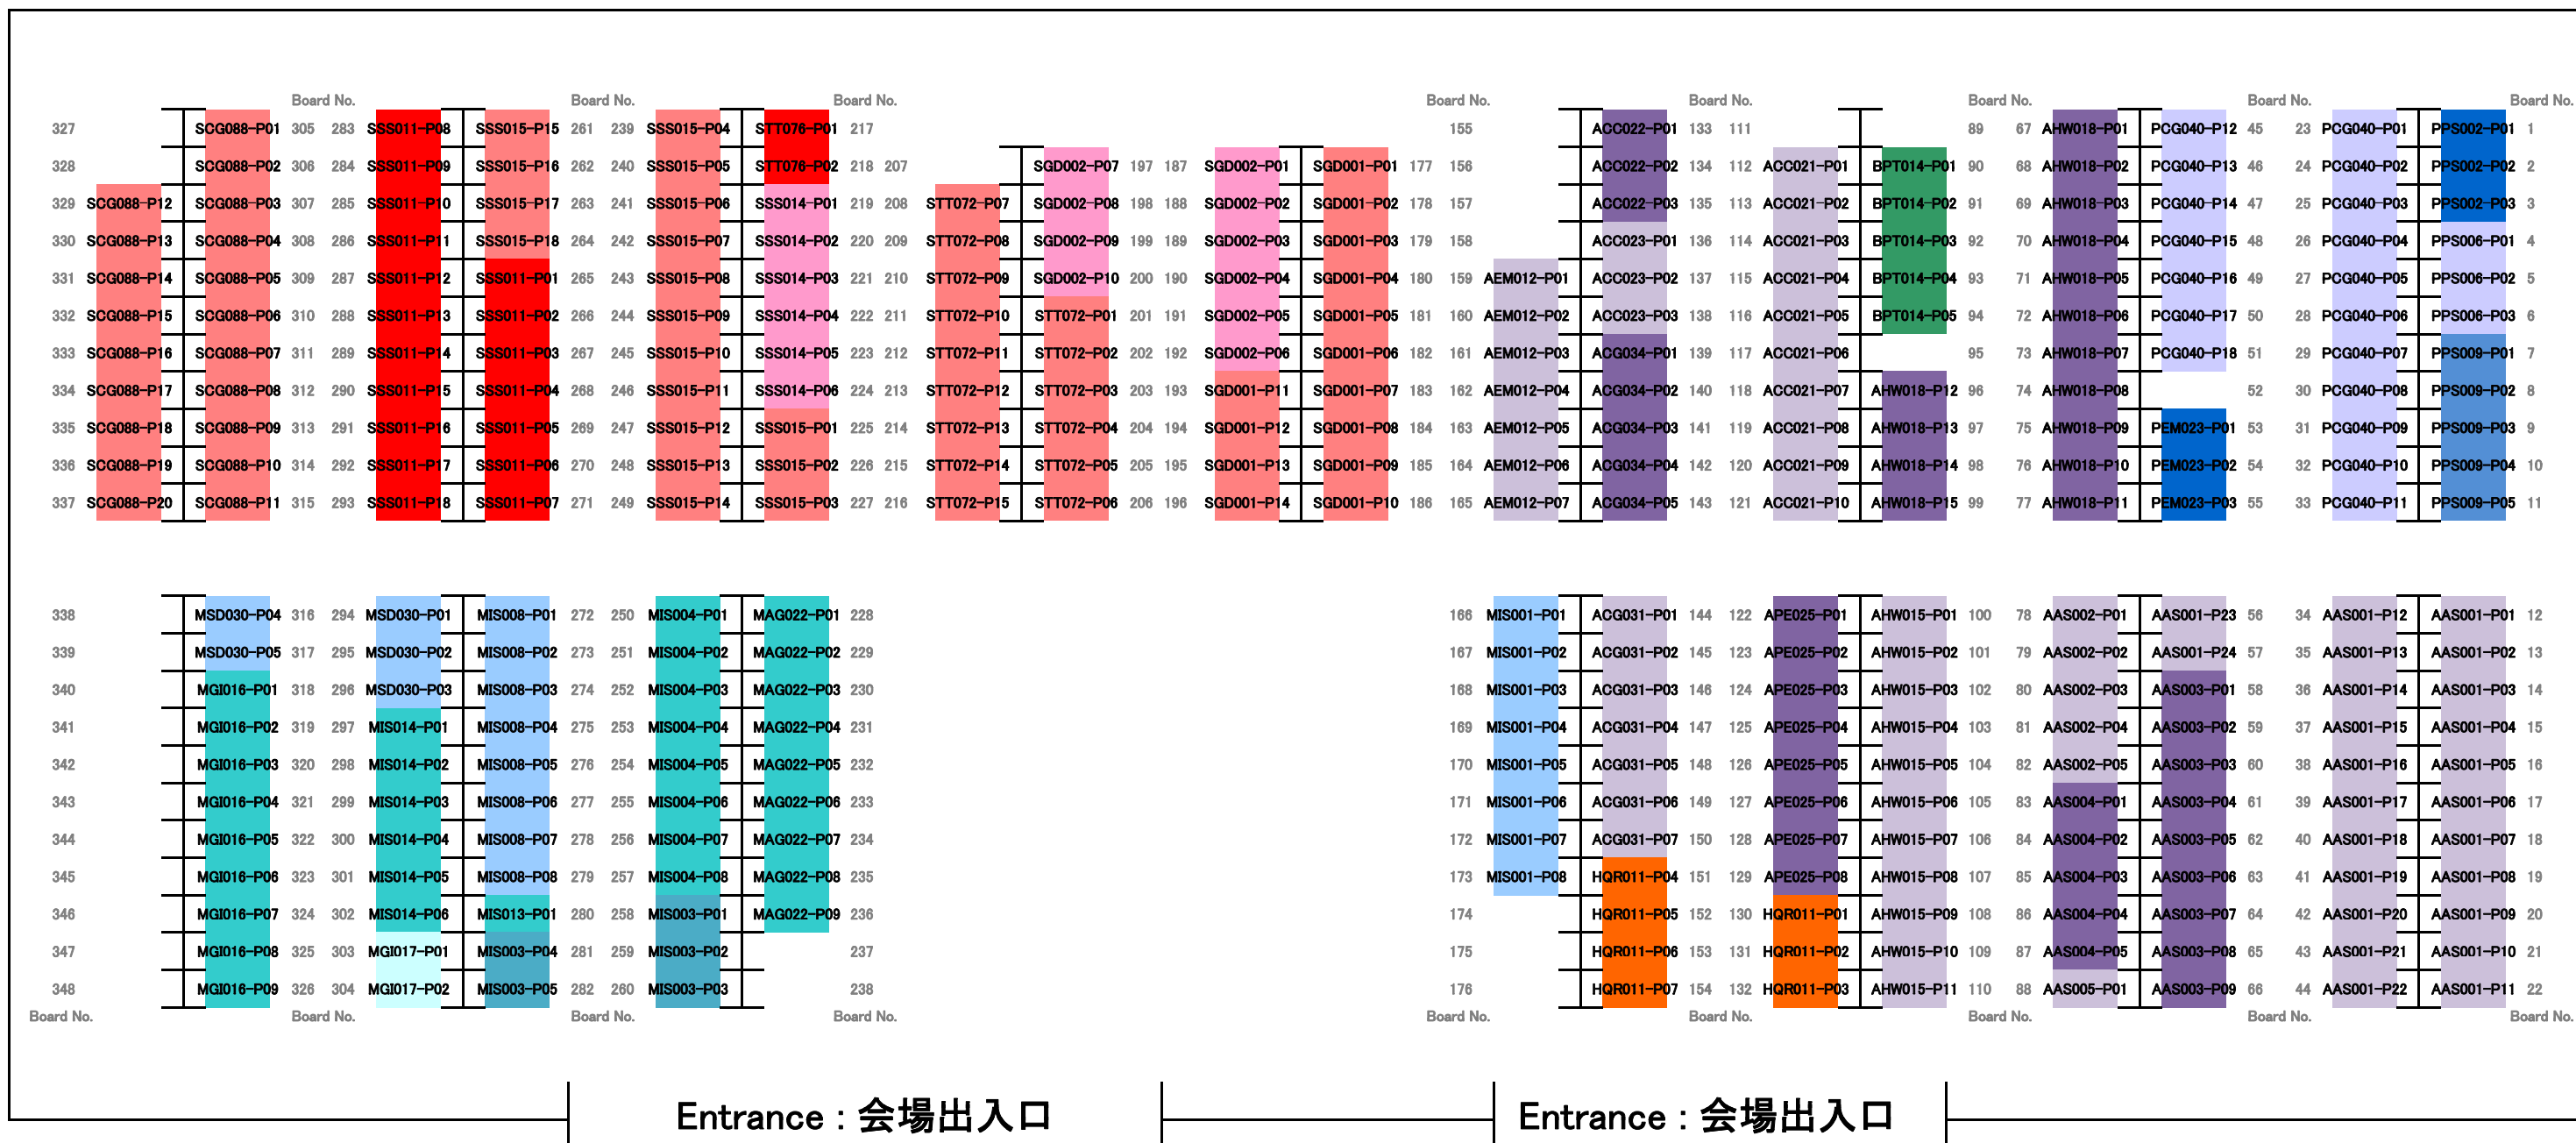 Board No. Board No. Board No. Board No. Board No. Board No. Board No. Board No.
327 SCG088-P01 305 283 SSS011-P08 SSS015-P15 261 239 SSS015-P04 STT076-P01 217 155 ACC022-P01 133 111 89 67 AHW018-P01 PCG040-P12 45 23 PCG040-P01 PPS002-P01 1
328 SCG088-P02 306 284 SSS011-P09 SSS015-P16 262 240 SSS015-P05 STT076-P02 218 207 SGD002-P07 197 187 SGD002-P01 SGD001-P01 177 156 ACC022-P02 134 112 ACC021-P01 BPT014-P01 90 68 AHW018-P02 PCG040-P13 46 24 PCG040-P02 PPS002-P02 2
329 SCG088-P12 SCG088-P03 307 285 SSS011-P10 SSS015-P17 263 241 SSS015-P06 SSS014-P01 219 208 STT072-P07 SGD002-P08 198 188 SGD002-P02 SGD001-P02 178 157 ACC022-P03 135 113 ACC021-P02 BPT014-P02 91 69 AHW018-P03 PCG040-P14 47 25 PCG040-P03 PPS002-P03 3
330 SCG088-P13 SCG088-P04 308 286 SSS011-P11 SSS015-P18 264 242 SSS015-P07 SSS014-P02 220 209 STT072-P08 SGD002-P09 199 189 SGD002-P03 SGD001-P03 179 158 ACC023-P01 136 114 ACC021-P03 BPT014-P03 92 70 AHW018-P04 PCG040-P15 48 26 PCG040-P04 PPS006-P01 4
331 SCG088-P14 SCG088-P05 309 287 SSS011-P12 SSS011-P01 265 243 SSS015-P08 SSS014-P03 221 210 STT072-P09 SGD002-P10 200 190 SGD002-P04 SGD001-P04 180 159 AEM012-P01 ACC023-P02 137 115 ACC021-P04 BPT014-P04 93 71 AHW018-P05 PCG040-P16 49 27 PCG040-P05 PPS006-P02 5
332 SCG088-P15 SCG088-P06 310 288 SSS011-P13 SSS011-P02 266 244 SSS015-P09 SSS014-P04 222 211 STT072-P10 STT072-P01 201 191 SGD002-P05 SGD001-P05 181 160 AEM012-P02 ACC023-P03 138 116 ACC021-P05 BPT014-P05 94 72 AHW018-P06 PCG040-P17 50 28 PCG040-P06 PPS006-P03 6
333 SCG088-P16 SCG088-P07 311 289 SSS011-P14 SSS011-P03 267 245 SSS015-P10 SSS014-P05 223 212 STT072-P11 STT072-P02 202 192 SGD002-P06 SGD001-P06 182 161 AEM012-P03 ACG034-P01 139 117 ACC021-P06 95 73 AHW018-P07 PCG040-P18 51 29 PCG040-P07 PPS009-P01 7
334 SCG088-P17 SCG088-P08 312 290 SSS011-P15 SSS011-P04 268 246 SSS015-P11 SSS014-P06 224 213 STT072-P12 STT072-P03 203 193 SGD001-P11 SGD001-P07 183 162 AEM012-P04 ACG034-P02 140 118 ACC021-P07 AHW018-P12 96 74 AHW018-P08 52 30 PCG040-P08 PPS009-P02 8
335 SCG088-P18 SCG088-P09 313 291 SSS011-P16 SSS011-P05 269 247 SSS015-P12 SSS015-P01 225 214 STT072-P13 STT072-P04 204 194 SGD001-P12 SGD001-P08 184 163 AEM012-P05 ACG034-P03 141 119 ACC021-P08 AHW018-P13 97 75 AHW018-P09 PEM023-P01 53 31 PCG040-P09 PPS009-P03 9
336 SCG088-P19 SCG088-P10 314 292 SSS011-P17 SSS011-P06 270 248 SSS015-P13 SSS015-P02 226 215 STT072-P14 STT072-P05 205 195 SGD001-P13 SGD001-P09 185 164 AEM012-P06 ACG034-P04 142 120 ACC021-P09 AHW018-P14 98 76 AHW018-P10 PEM023-P02 54 32 PCG040-P10 PPS009-P04 10
337 SCG088-P20 SCG088-P11 315 293 SSS011-P18 SSS011-P07 271 249 SSS015-P14 SSS015-P03 227 216 STT072-P15 STT072-P06 206 196 SGD001-P14 SGD001-P10 186 165 AEM012-P07 ACG034-P05 143 121 ACC021-P10 AHW018-P15 99 77 AHW018-P11 PEM023-P03 55 33 PCG040-P11 PPS009-P05 11
338 MSD030-P04 316 294 MSD030-P01 MIS008-P01 272 250 MIS004-P01 MAG022-P01 228 166 MIS001-P01 ACG031-P01 144 122 APE025-P01 AHW015-P01 100 78 AAS002-P01 AAS001-P23 56 34 AAS001-P12 AAS001-P01 12
339 MSD030-P05 317 295 MSD030-P02 MIS008-P02 273 251 MIS004-P02 MAG022-P02 229 167 MIS001-P02 ACG031-P02 145 123 APE025-P02 AHW015-P02 101 79 AAS002-P02 AAS001-P24 57 35 AAS001-P13 AAS001-P02 13
340 MGI016-P01 318 296 MSD030-P03 MIS008-P03 274 252 MIS004-P03 MAG022-P03 230 168 MIS001-P03 ACG031-P03 146 124 APE025-P03 AHW015-P03 102 80 AAS002-P03 AAS003-P01 58 36 AAS001-P14 AAS001-P03 14
341 MGI016-P02 319 297 MIS014-P01 MIS008-P04 275 253 MIS004-P04 MAG022-P04 231 169 MIS001-P04 ACG031-P04 147 125 APE025-P04 AHW015-P04 103 81 AAS002-P04 AAS003-P02 59 37 AAS001-P15 AAS001-P04 15
342 MGI016-P03 320 298 MIS014-P02 MIS008-P05 276 254 MIS004-P05 MAG022-P05 232 170 MIS001-P05 ACG031-P05 148 126 APE025-P05 AHW015-P05 104 82 AAS002-P05 AAS003-P03 60 38 AAS001-P16 AAS001-P05 16
343 MGI016-P04 321 299 MIS014-P03 MIS008-P06 277 255 MIS004-P06 MAG022-P06 233 171 MIS001-P06 ACG031-P06 149 127 APE025-P06 AHW015-P06 105 83 AAS004-P01 AAS003-P04 61 39 AAS001-P17 AAS001-P06 17
344 MGI016-P05 322 300 MIS014-P04 MIS008-P07 278 256 MIS004-P07 MAG022-P07 234 172 MIS001-P07 ACG031-P07 150 128 APE025-P07 AHW015-P07 106 84 AAS004-P02 AAS003-P05 62 40 AAS001-P18 AAS001-P07 18
345 MGI016-P06 323 301 MIS014-P05 MIS008-P08 279 257 MIS004-P08 MAG022-P08 235 173 MIS001-P08 HQR011-P04 151 129 APE025-P08 AHW015-P08 107 85 AAS004-P03 AAS003-P06 63 41 AAS001-P19 AAS001-P08 19
346 MGI016-P07 324 302 MIS014-P06 MIS013-P01 280 258 MIS003-P01 MAG022-P09 236 174 HQR011-P05 152 130 HQR011-P01 AHW015-P09 108 86 AAS004-P04 AAS003-P07 64 42 AAS001-P20 AAS001-P09 20
347 MGI016-P08 325 303 MGI017-P01 MIS003-P04 281 259 MIS003-P02 237 175 HQR011-P06 153 131 HQR011-P02 AHW015-P10 109 87 AAS004-P05 AAS003-P08 65 43 AAS001-P21 AAS001-P10 21
348 MGI016-P09 326 304 MGI017-P02 MIS003-P05 282 260 MIS003-P03 238 176 HQR011-P07 154 132 HQR011-P03 AHW015-P11 110 88 AAS005-P01 AAS003-P09 66 44 AAS001-P22 AAS001-P11 22
Board No. Board No. Board No. Board No. Board No. Board No. Board No. Board No. Board No.
Entrance : 会場出入口 Entrance : 会場出入口